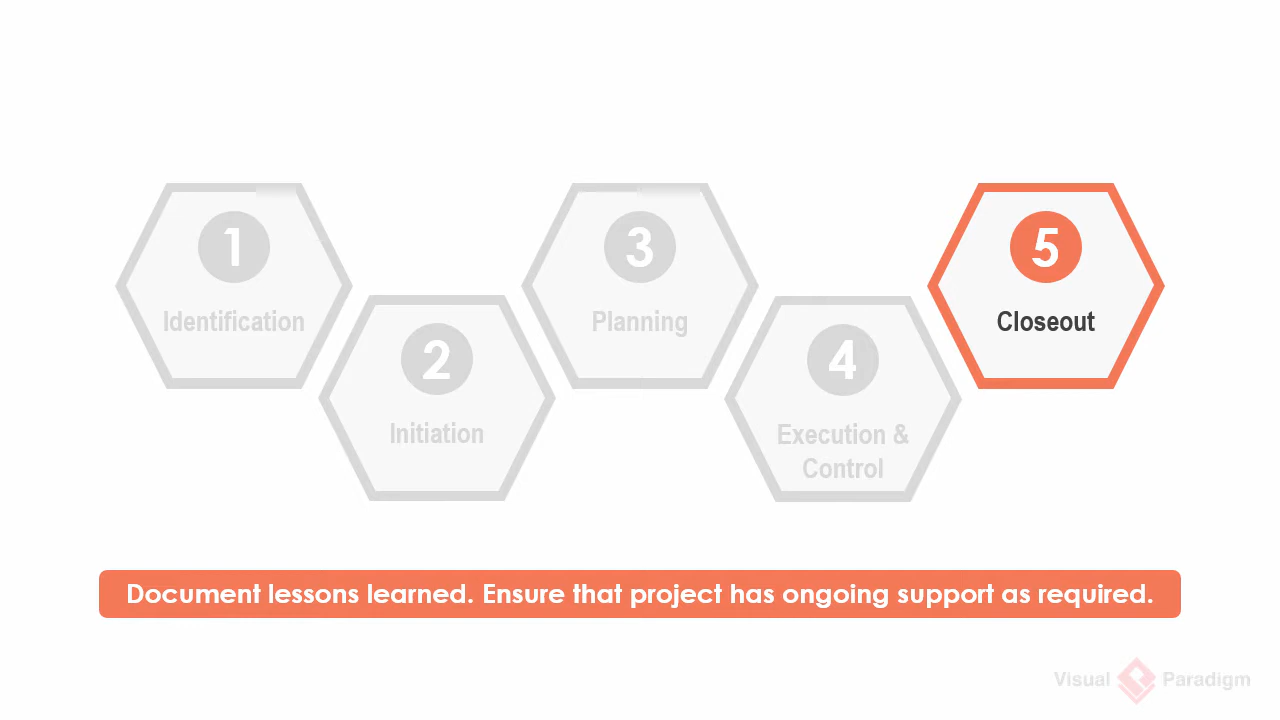 1
Identification
2
Initiation
3
Planning
4
Execution &
Control
5
Closeout
Document lessons learned. Ensure that project has ongoing support as required.
Visual Paradigm